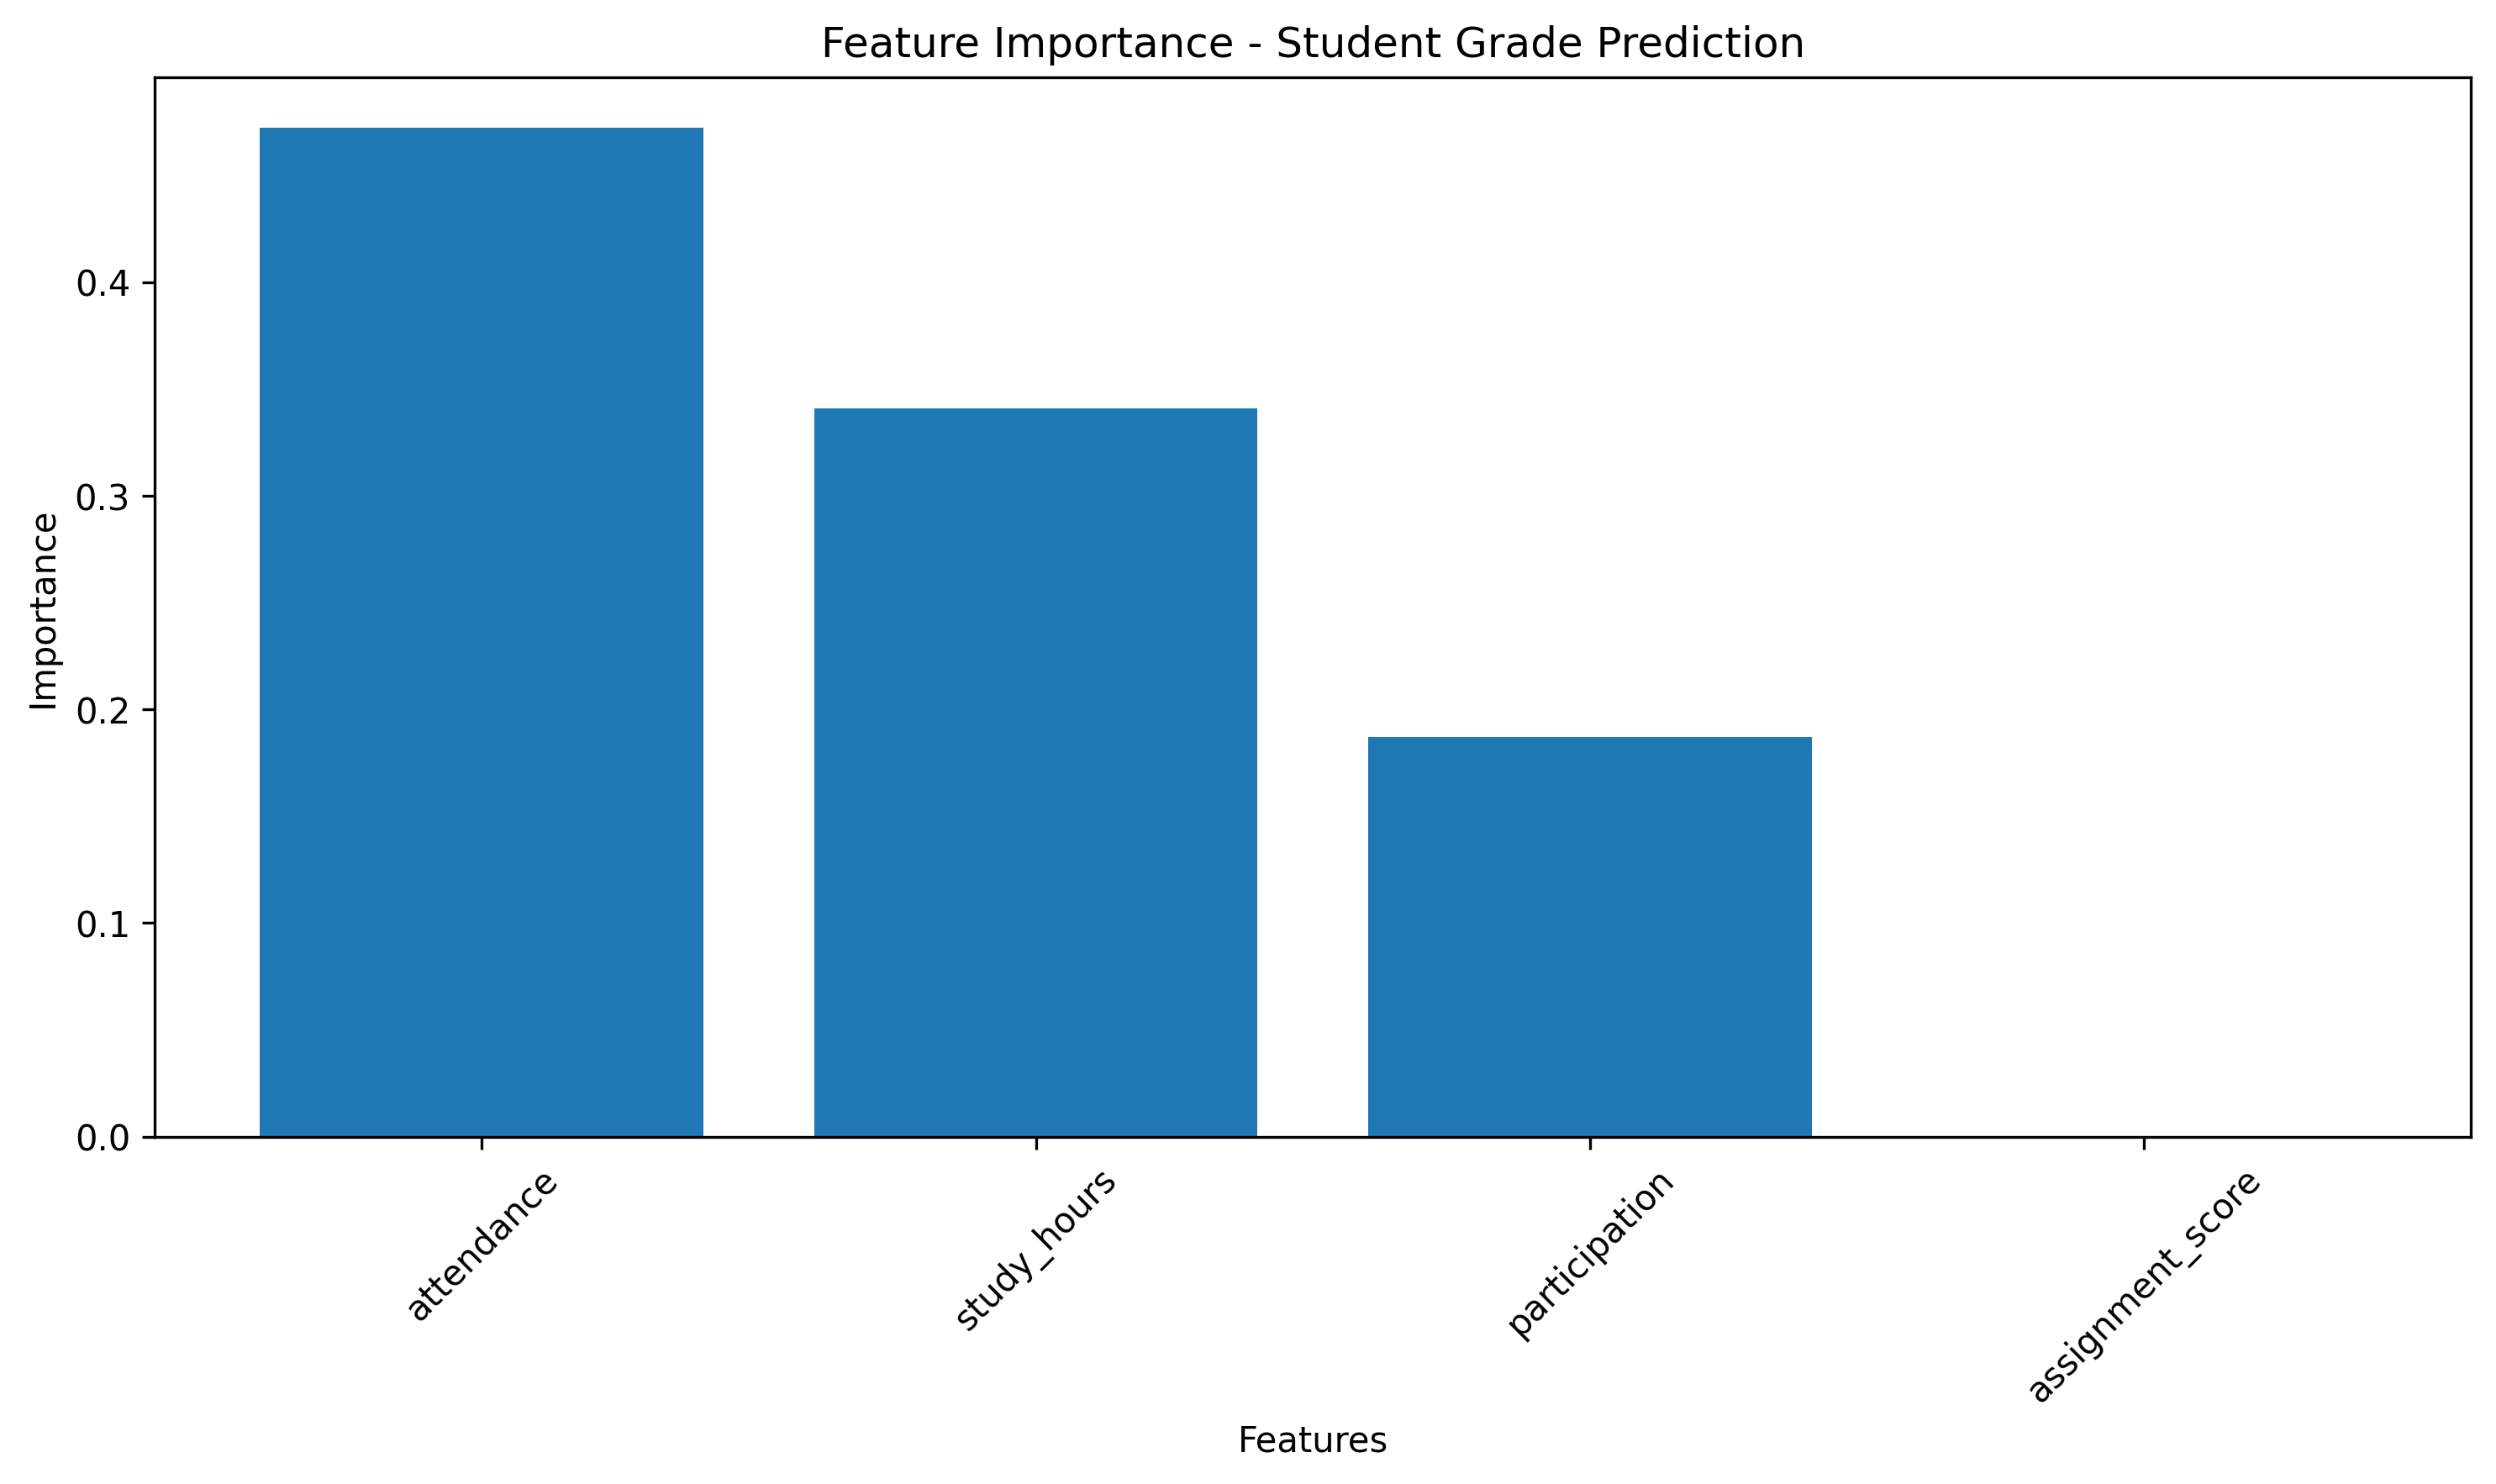 Feature Importance - Student Grade Prediction
Importance
0.4
0.3
0.2
0.1
0.0
attendance
study_hours
participation
assignment_score
Features